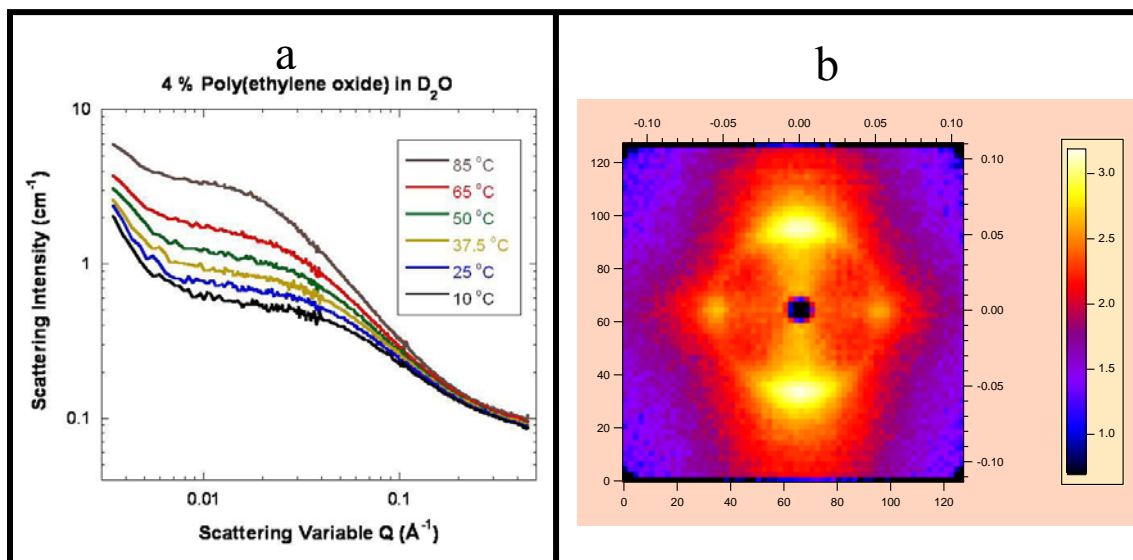 a
4 % Poly(ethylene oxide) in D₂O
10
1
0.1
Scattering Intensity (cm⁻¹)
85 °C
65 °C
50 °C
37.5 °C
25 °C
10 °C
0.01 0.1
Scattering Variable Q (Å⁻¹)
b
-0.10 -0.05 0.00 0.05 0.10
120
100
80
60
40
20
0
0.10
0.05
0.00
-0.05
-0.10
0 20 40 60 80 100 120
3.0
2.5
2.0
1.5
1.0